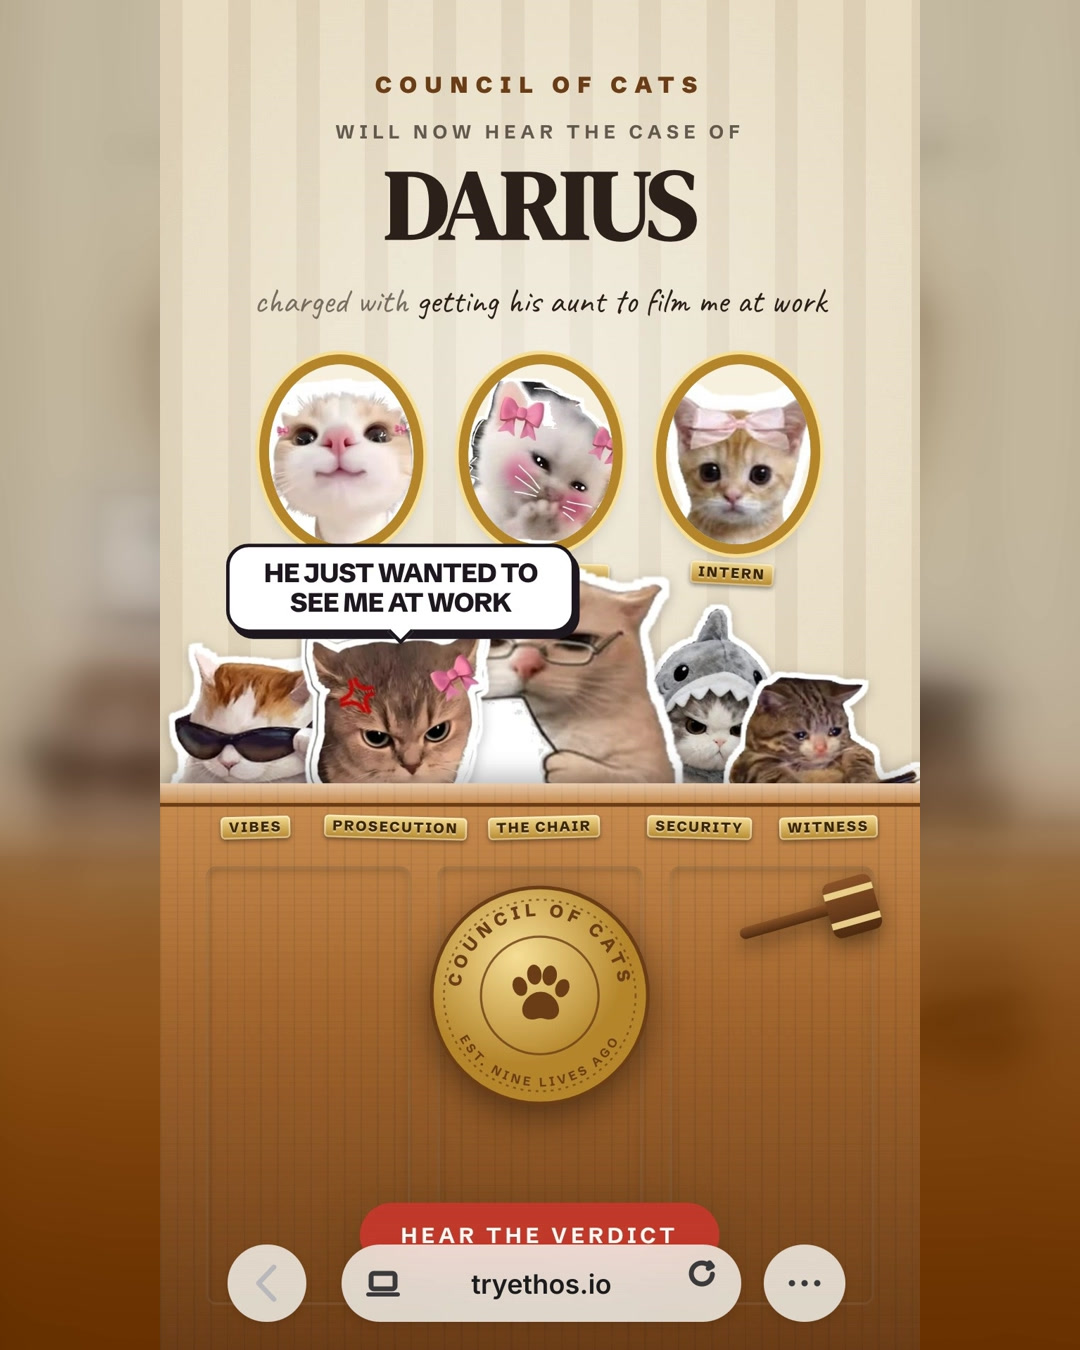 COUNCIL OF CATS
WILL NOW HEAR THE CASE OF
DARIUS
charged with getting his aunt to film me at work
INTERN
HE JUST WANTED TO
SEE ME AT WORK
VIBES
PROSECUTION
THE CHAIR
SECURITY
WITNESS
COUNCIL OF CATS
EST. NINE LIVES AGO
HEAR THE VERDICT
tryethos.io